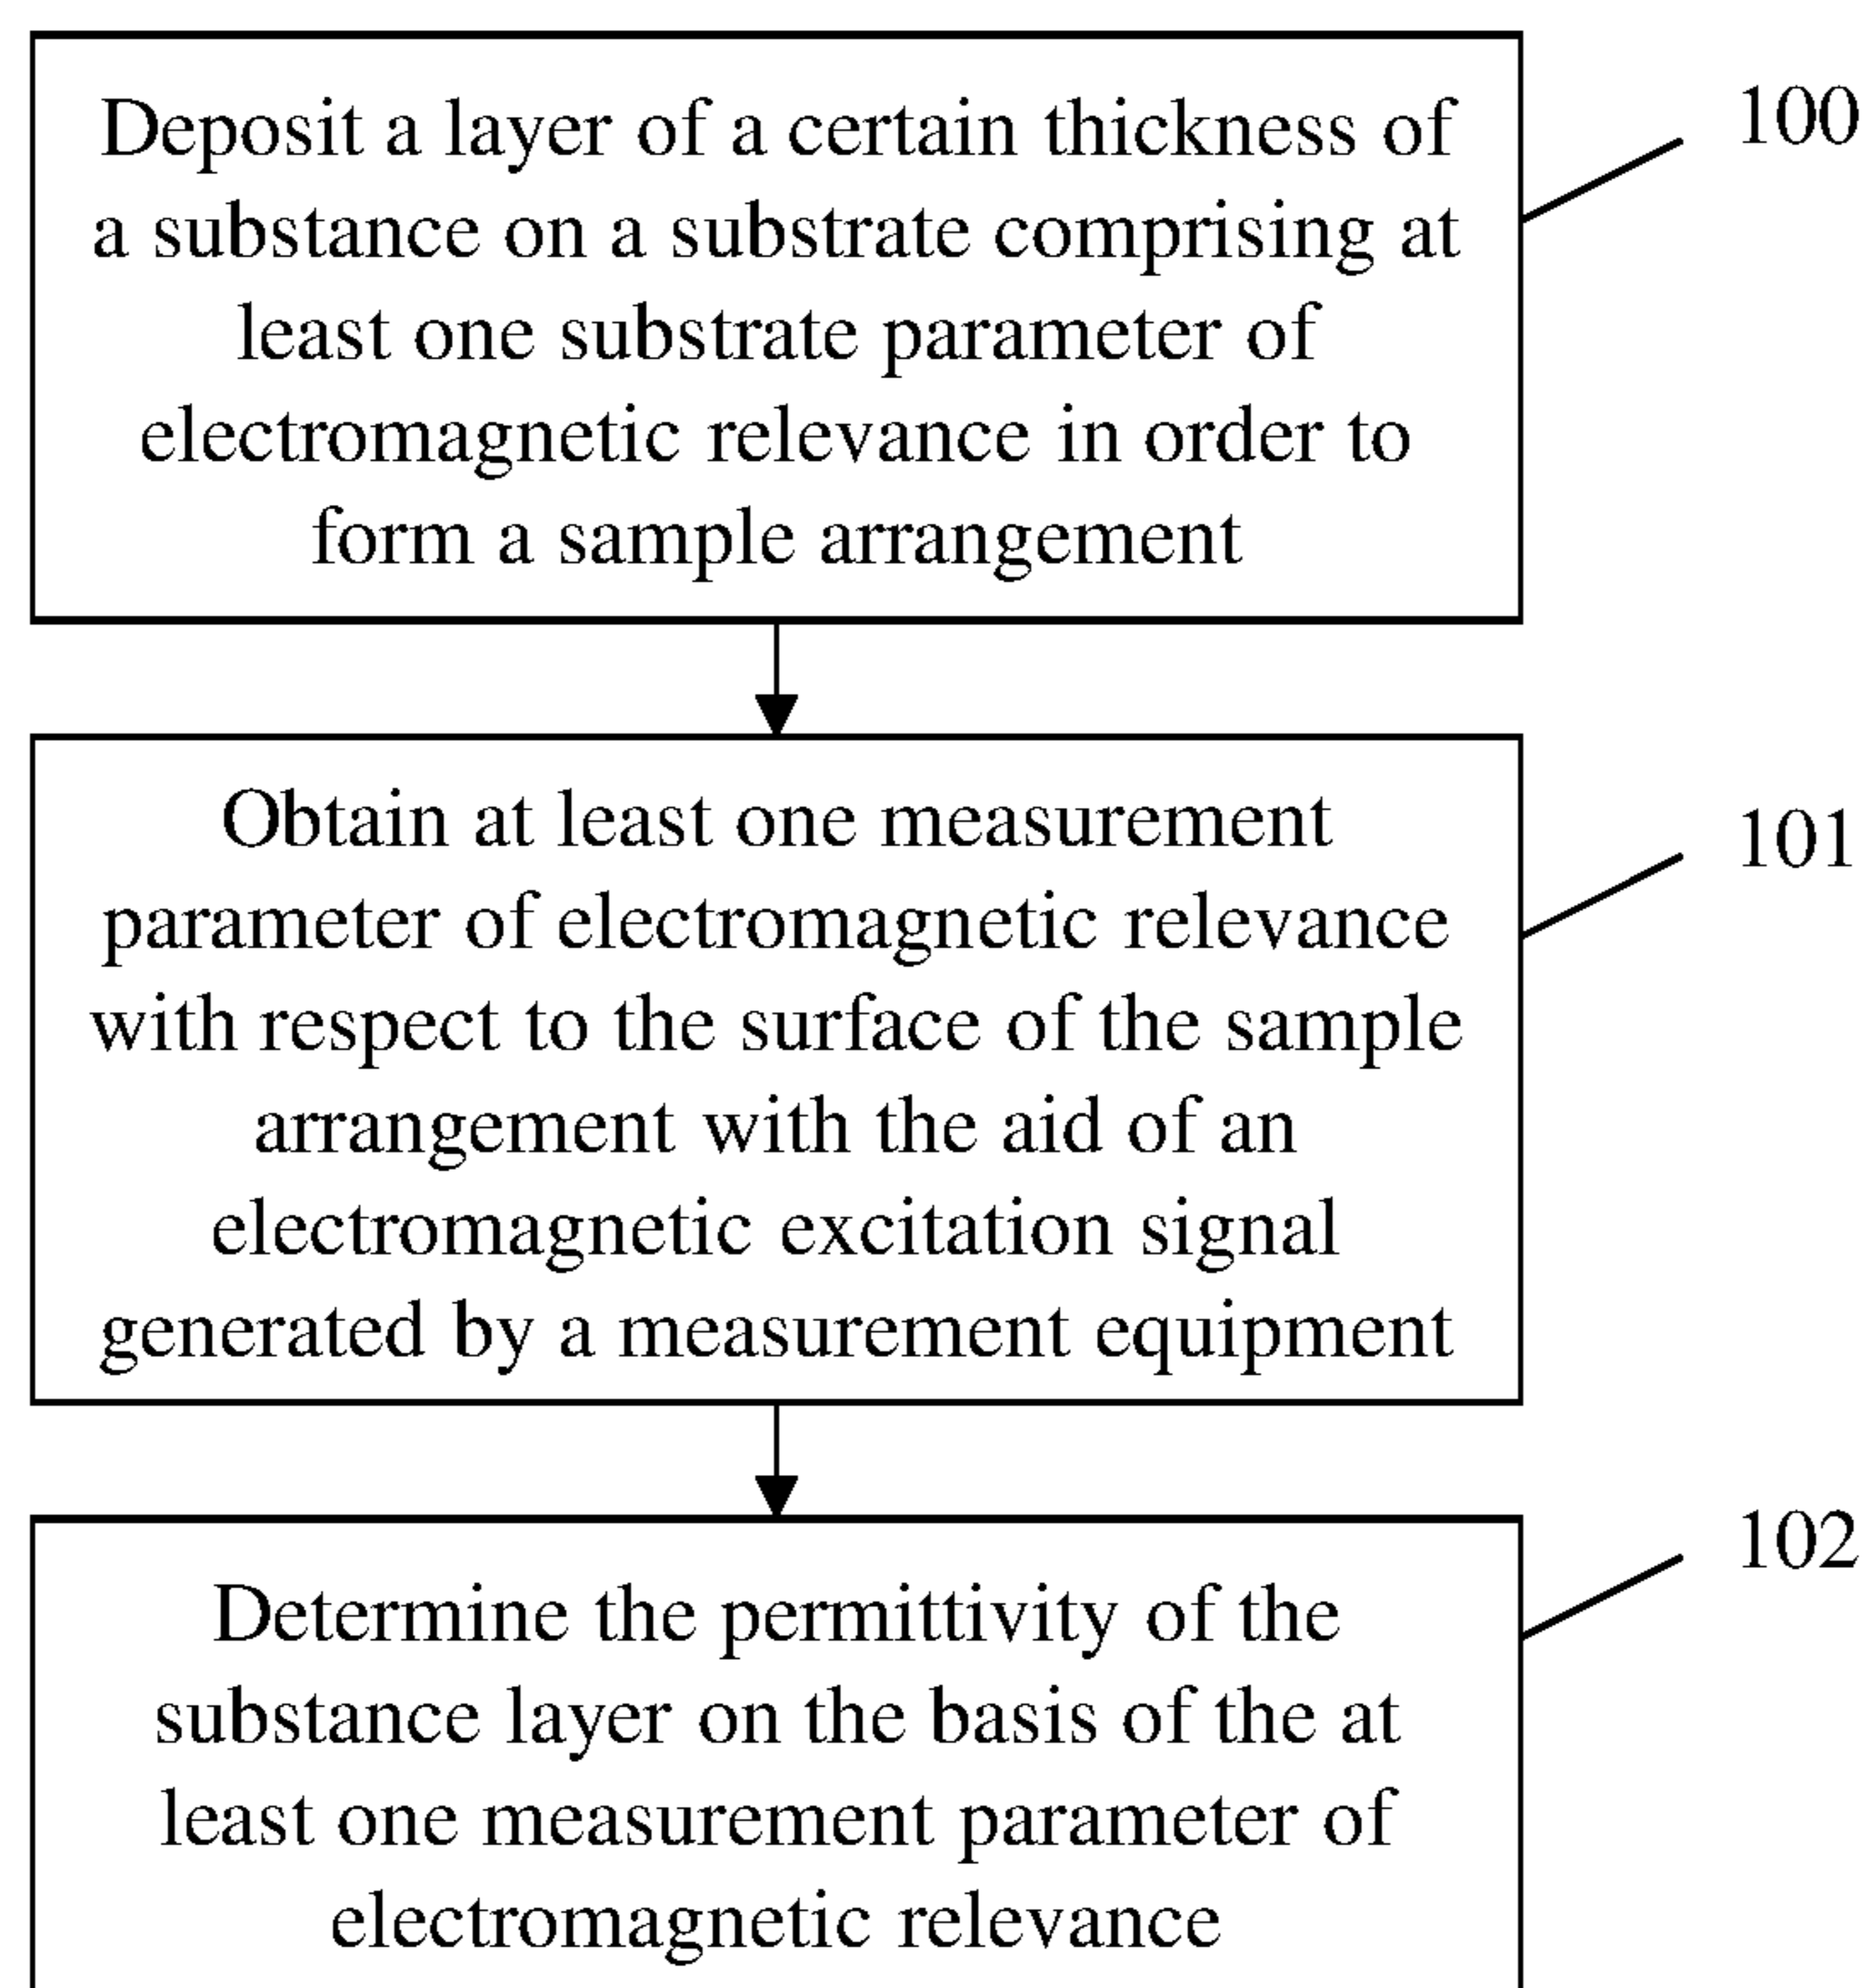 Deposit a layer of a certain thickness of
a substance on a substrate comprising at
least one substrate parameter of
electromagnetic relevance in order to
form a sample arrangement
100
Obtain at least one measurement
parameter of electromagnetic relevance
with respect to the surface of the sample
arrangement with the aid of an
electromagnetic excitation signal
generated by a measurement equipment
101
Determine the permittivity of the
substance layer on the basis of the at
least one measurement parameter of
electromagnetic relevance
102